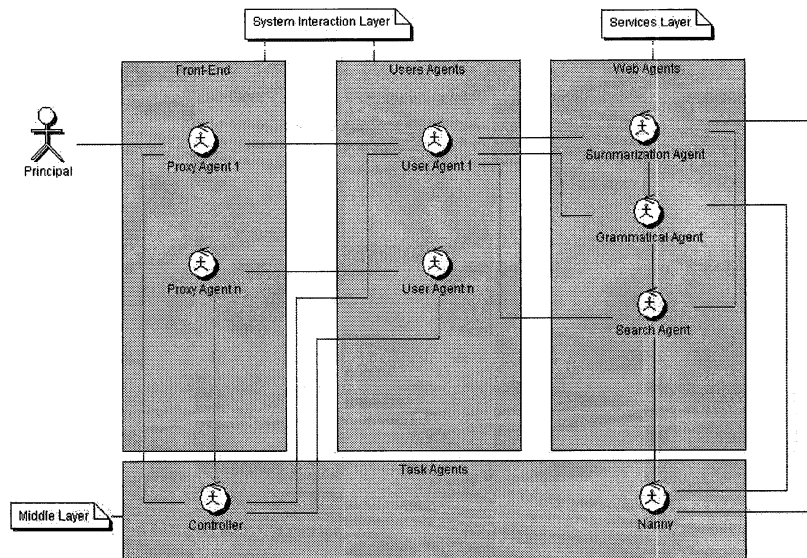 System Interaction Layer
Services Layer
Front-End
Users Agents
Web Agents
Principal
Proxy Agent 1
User Agent 1
Summarization Agent
Grammatical Agent
Proxy Agent n
User Agent n
Search Agent
Task Agents
Middle Layer
Controller
Nanny